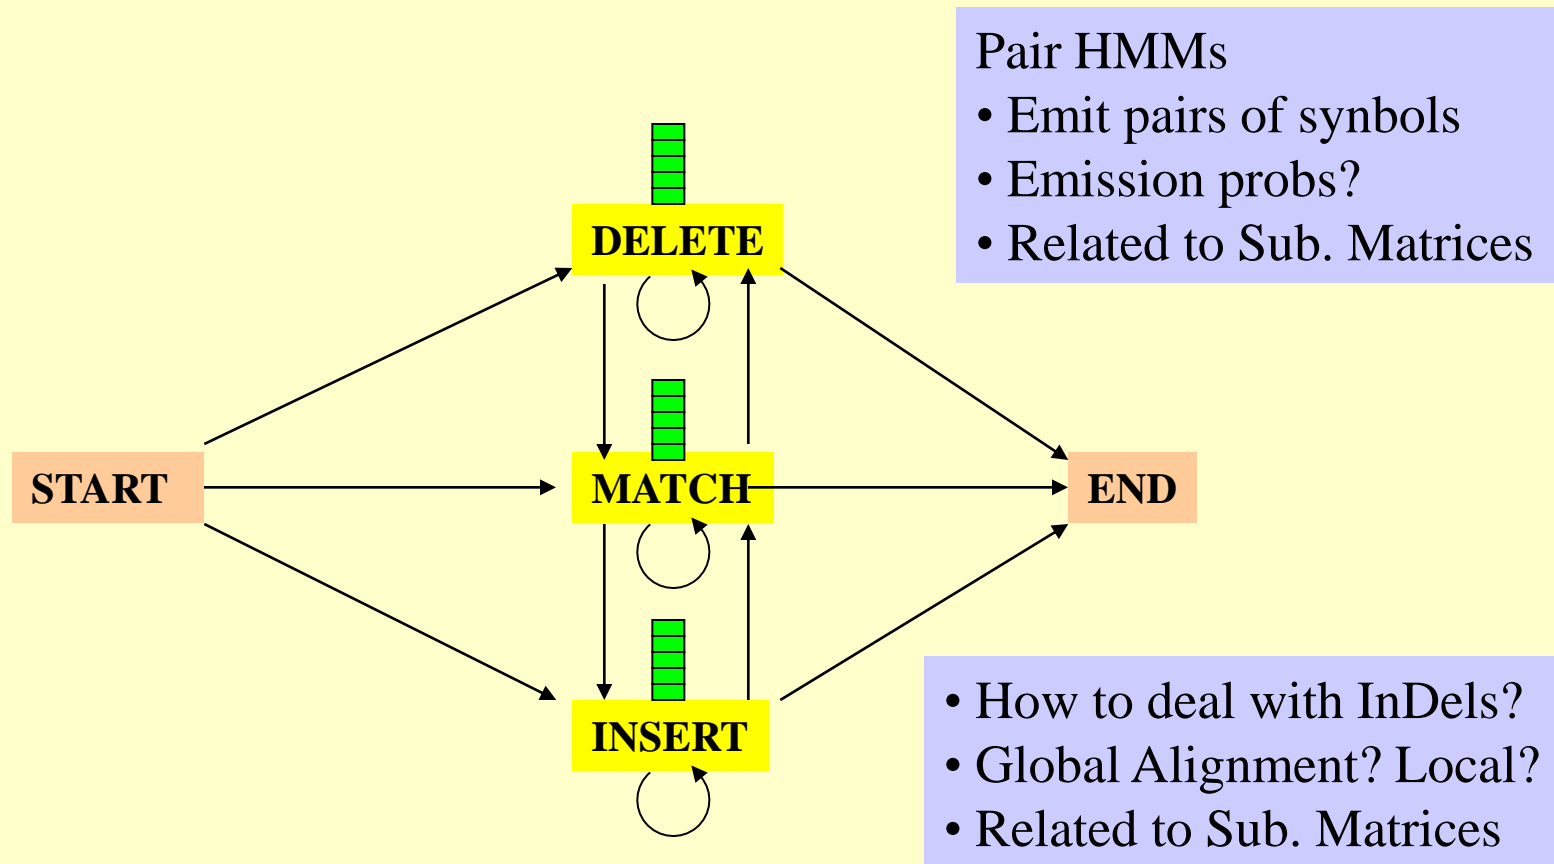 Pair HMMs
• Emit pairs of synbols
• Emission probs?
• Related to Sub. Matrices
DELETE
START
MATCH
END
INSERT
• How to deal with InDels?
• Global Alignment? Local?
• Related to Sub. Matrices